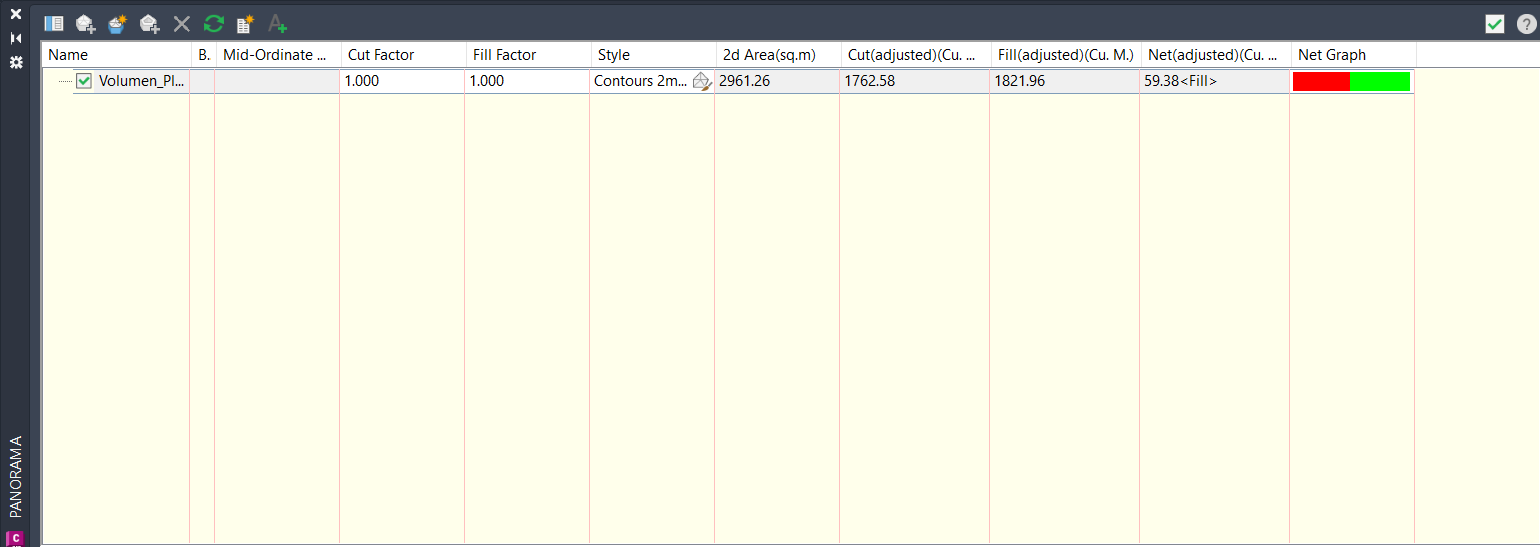 Name B. Mid-Ordinate ... Cut Factor Fill Factor Style 2d Area(sq.m) Cut(adjusted)(Cu. ... Fill(adjusted)(Cu. M.) Net(adjusted)(Cu. ... Net Graph
Volumen_Pl... 1.000 1.000 Contours 2m... 2961.26 1762.58 1821.96 59.38<Fill>
PANORAMA
C